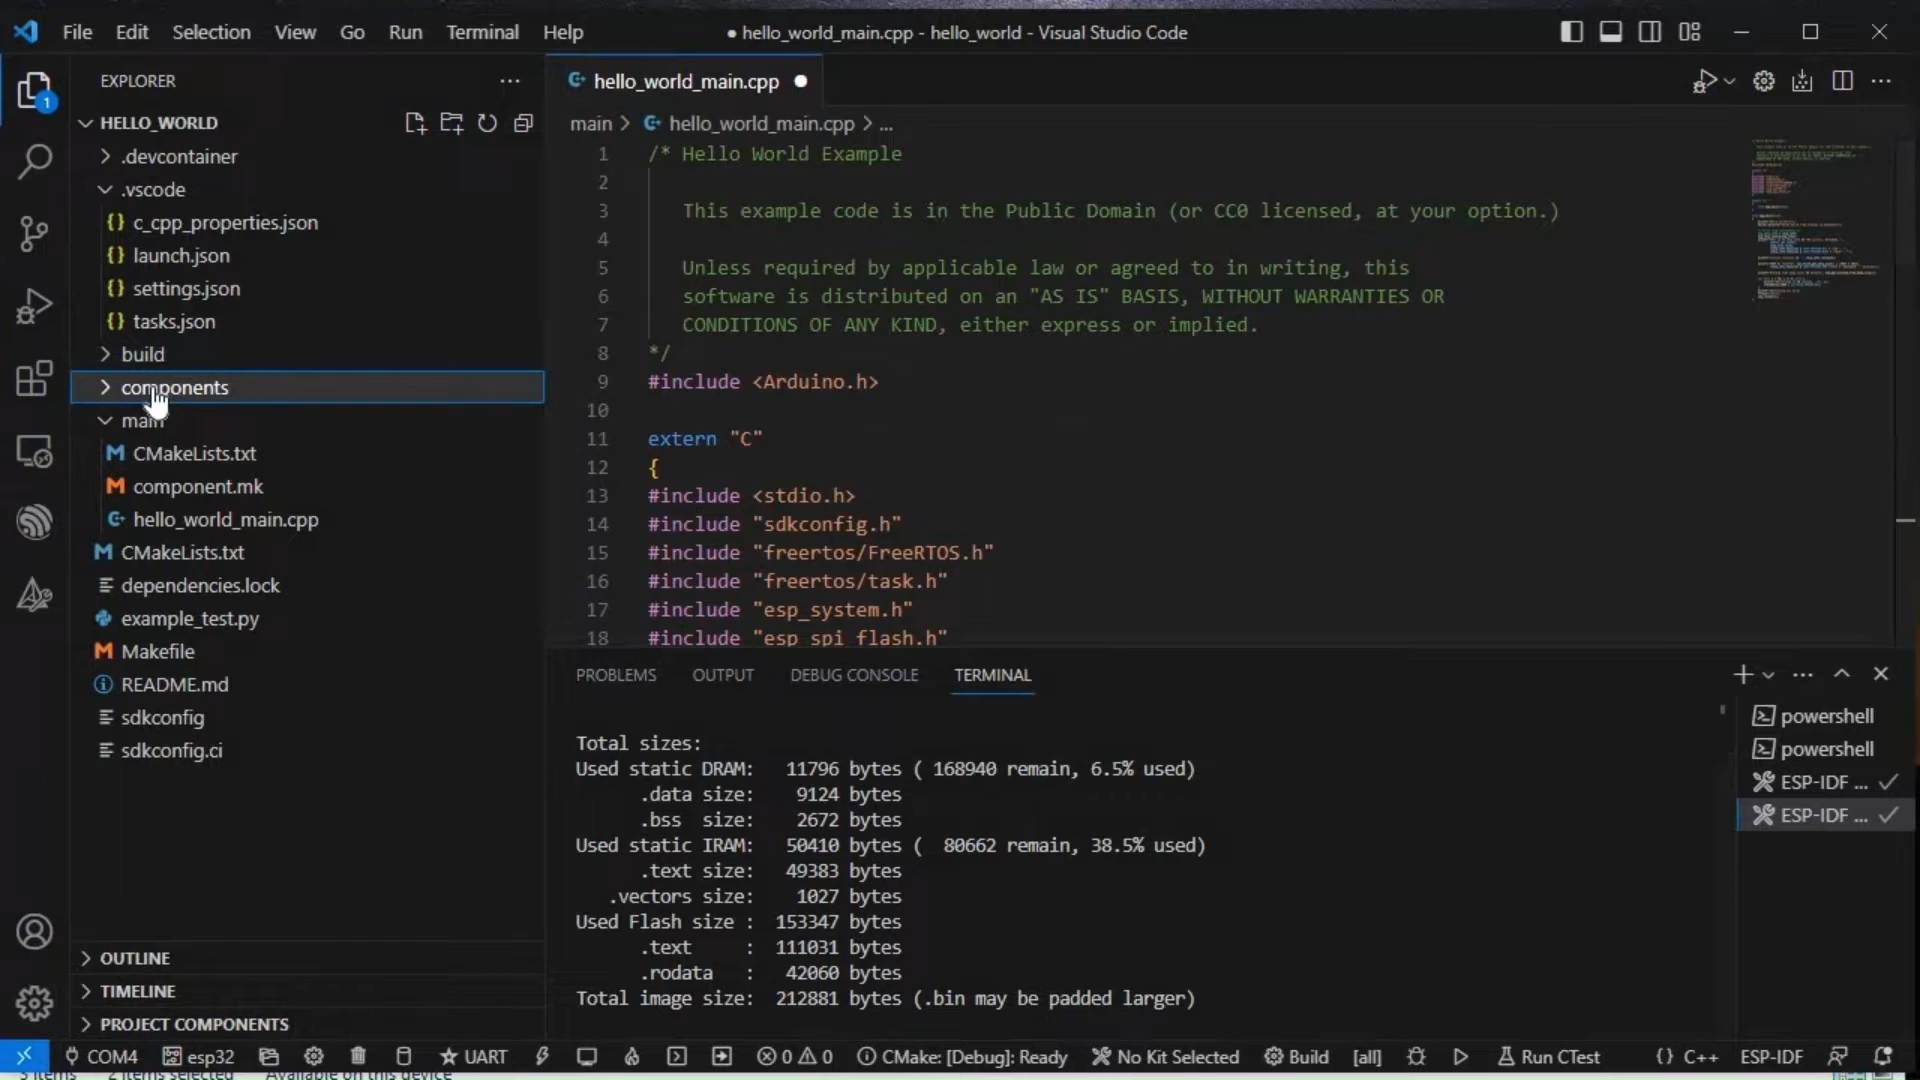 File Edit Selection View Go Run Terminal Help
● hello_world_main.cpp - hello_world - Visual Studio Code
EXPLORER
HELLO_WORLD
.devcontainer
.vscode
{} c_cpp_properties.json
{} launch.json
{} settings.json
{} tasks.json
build
components
main
CMakeLists.txt
component.mk
hello_world_main.cpp
CMakeLists.txt
dependencies.lock
example_test.py
Makefile
README.md
sdkconfig
sdkconfig.ci
OUTLINE
TIMELINE
PROJECT COMPONENTS
1
hello_world_main.cpp ●
main > hello_world_main.cpp > ...
1 /* Hello World Example
2
3 This example code is in the Public Domain (or CC0 licensed, at your option.)
4
5 Unless required by applicable law or agreed to in writing, this
6 software is distributed on an "AS IS" BASIS, WITHOUT WARRANTIES OR
7 CONDITIONS OF ANY KIND, either express or implied.
8 */
9 #include <Arduino.h>
10
11 extern "C"
12 {
13 #include <stdio.h>
14 #include "sdkconfig.h"
15 #include "freertos/FreeRTOS.h"
16 #include "freertos/task.h"
17 #include "esp_system.h"
18 #include "esp_spi_flash.h"
PROBLEMS OUTPUT DEBUG CONSOLE TERMINAL
Total sizes:
Used static DRAM: 11796 bytes ( 168940 remain, 6.5% used)
.data size: 9124 bytes
.bss size: 2672 bytes
Used static IRAM: 50410 bytes ( 80662 remain, 38.5% used)
.text size: 49383 bytes
.vectors size: 1027 bytes
Used Flash size : 153347 bytes
.text : 111031 bytes
.rodata : 42060 bytes
Total image size: 212881 bytes (.bin may be padded larger)
powershell
powershell
ESP-IDF ...
ESP-IDF ...
COM4 esp32 UART 0 0 CMake: [Debug]: Ready No Kit Selected Build [all] Run CTest {} C++ ESP-IDF